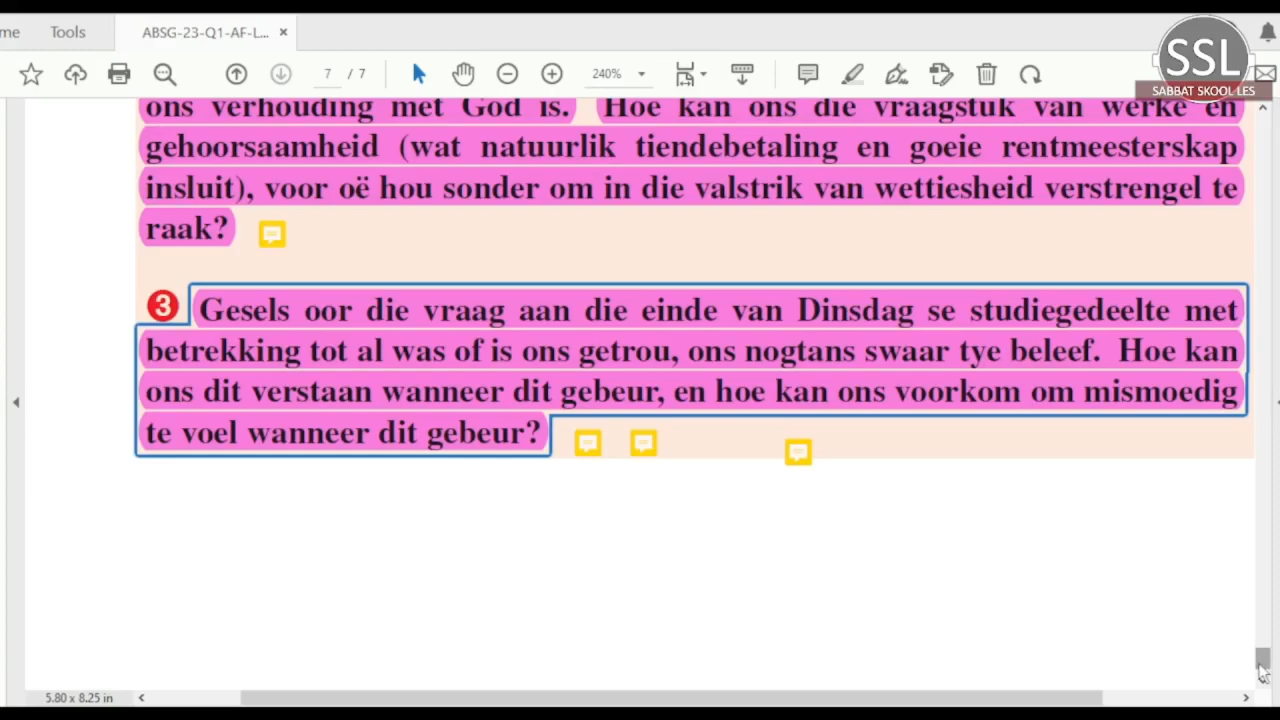 me
Tools
ABSG-23-Q1-AF-L... ×
SSL
SABBAT SKOOL LES
7 / 7
240%
ons verhouding met God is. Hoe kan ons die vraagstuk van werke en
gehoorsaamheid (wat natuurlik tiendebetaling en goeie rentmeesterskap
insluit), voor oë hou sonder om in die valstrik van wettiesheid verstrengel te
raak?
3 Gesels oor die vraag aan die einde van Dinsdag se studiegedeelte met
betrekking tot al was of is ons getrou, ons nogtans swaar tye beleef. Hoe kan
ons dit verstaan wanneer dit gebeur, en hoe kan ons voorkom om mismoedig
te voel wanneer dit gebeur?
5.80 x 8.25 in